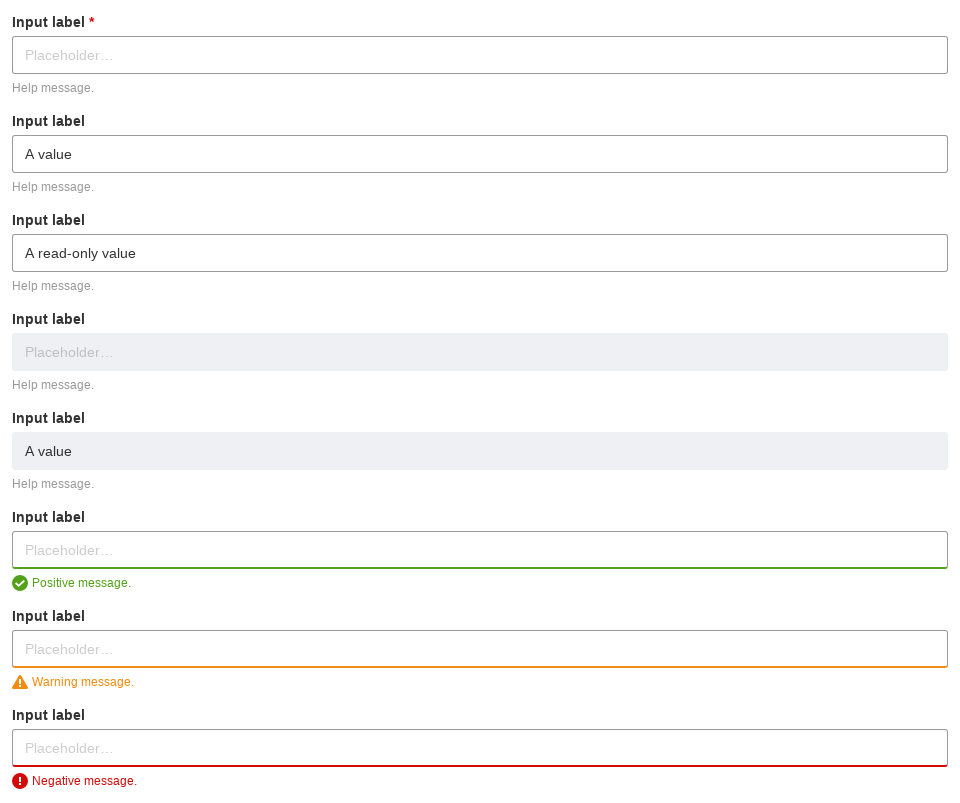 Input label *
Placeholder…
Help message.
Input label
A value
Help message.
Input label
A read-only value
Help message.
Input label
Placeholder…
Help message.
Input label
A value
Help message.
Input label
Placeholder…
Positive message.
Input label
Placeholder…
Warning message.
Input label
Placeholder…
Negative message.